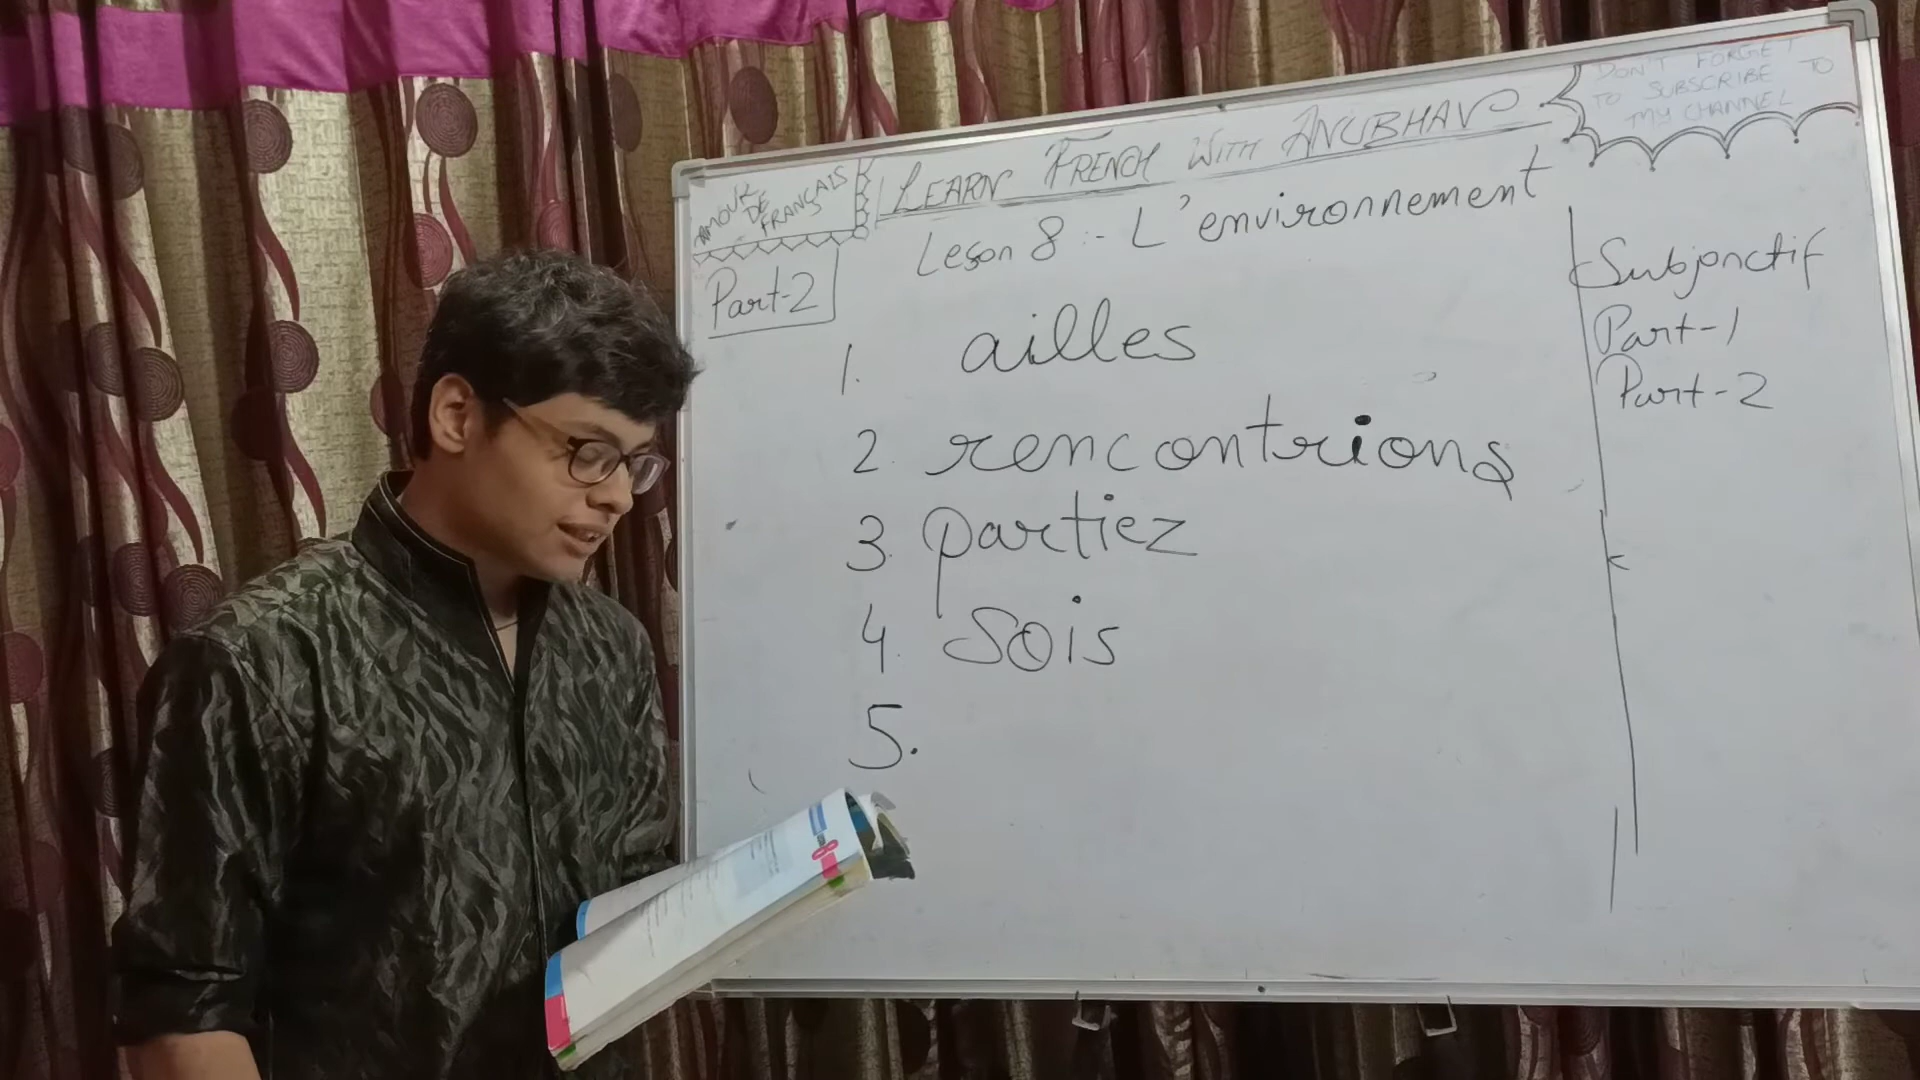 AMOUR
DE
FRANÇAIS
LEARN FRENCH WITH ANUBHAV
DON'T FORGET
TO SUBSCRIBE TO
MY CHANNEL
Part-2
Leson 8:- L'environnement
1. ailles
2. rencontrions
3. partiez
4. sois
5.
Subjonctif
Part-1
Part-2
8